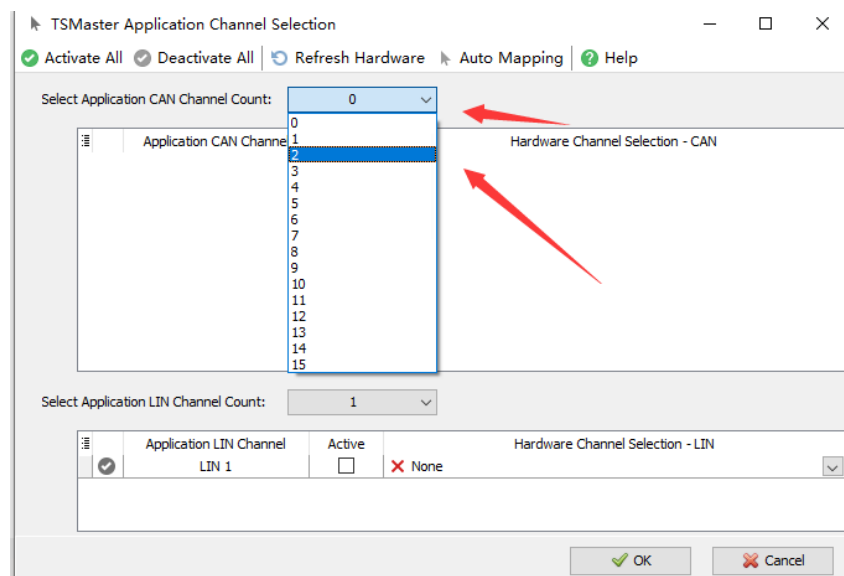 TSMaster Application Channel Selection
Activate All Deactivate All Refresh Hardware Auto Mapping Help
Select Application CAN Channel Count: 0
0
Application CAN Channe 1 Hardware Channel Selection - CAN
2
3
4
5
6
7
8
9
10
11
12
13
14
15
Select Application LIN Channel Count: 1
Application LIN Channel Active Hardware Channel Selection - LIN
LIN 1 None
OK Cancel